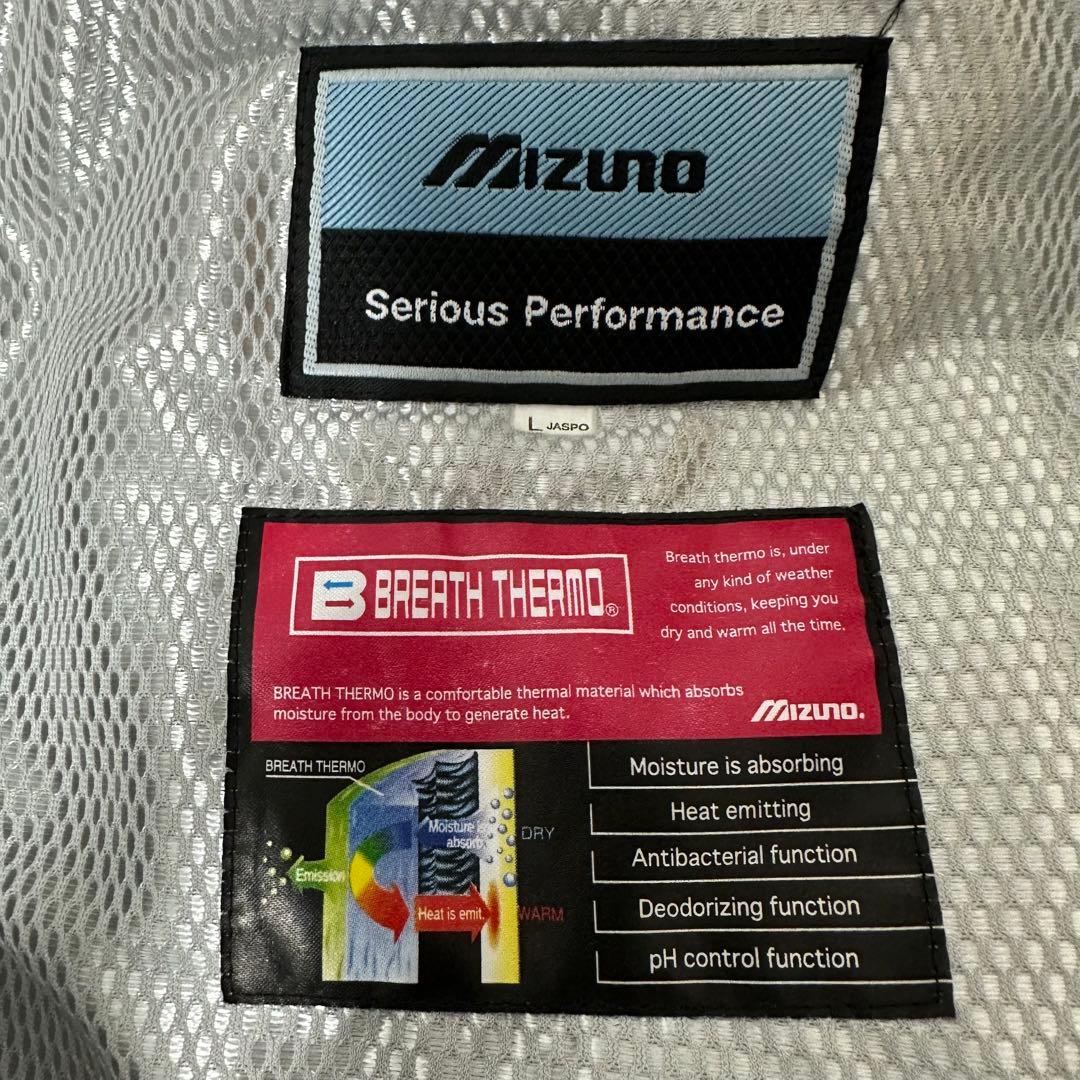 MIZUNO
Serious Performance
L JASPO
B BREATH THERMO®
Breath thermo is, under
any kind of weather
conditions, keeping you
dry and warm all the time.
BREATH THERMO is a comfortable thermal material which absorbs
moisture from the body to generate heat.
MIZUNO.
BREATH THERMO
Moisture is
absorb.
DRY
Emission
Heat is emit.
WARM
Moisture is absorbing
Heat emitting
Antibacterial function
Deodorizing function
pH control function